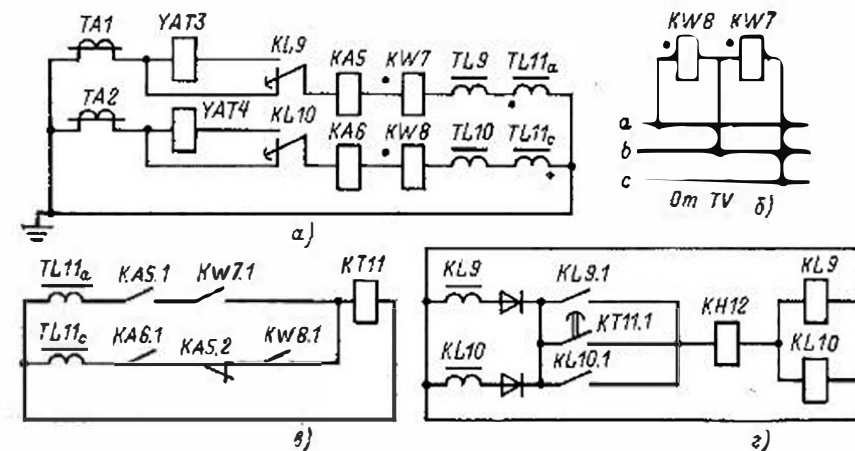 TA1 YAT3 KL9 KA5 KW7 TL9 TL11a
TA2 YAT4 KL10 KA6 KW8 TL10 TL11c
а)
KW8 KW7
a
b
c
От TV б)
TL11a KA5.1 KW7.1 KT11
TL11c KA6.1 KA5.2 KW8.1
в)
KL9 KL9.1 KL9
KT11.1 KH12
KL10 KL10.1 KL10
г)